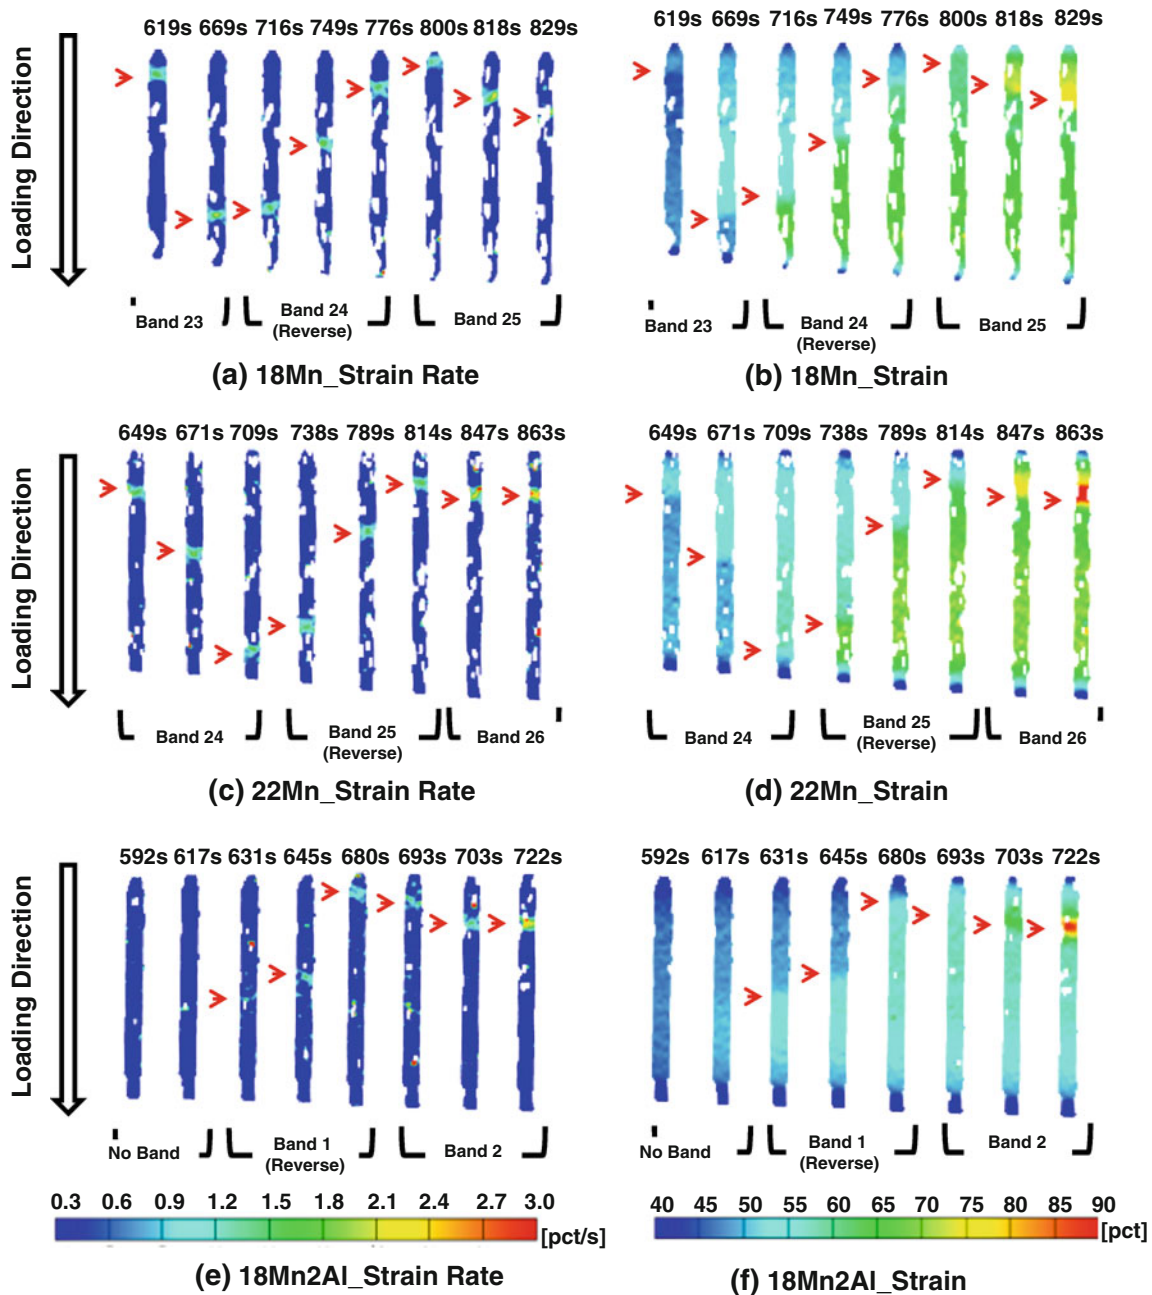 619s 669s 716s 749s 776s 800s 818s 829s
Loading Direction
Band 23
Band 24
(Reverse)
Band 25
(a) 18Mn_Strain Rate
619s 669s 716s 749s 776s 800s 818s 829s
Band 23
Band 24
(Reverse)
Band 25
(b) 18Mn_Strain
649s 671s 709s 738s 789s 814s 847s 863s
Loading Direction
Band 24
Band 25
(Reverse)
Band 26
(c) 22Mn_Strain Rate
649s 671s 709s 738s 789s 814s 847s 863s
Band 24
Band 25
(Reverse)
Band 26
(d) 22Mn_Strain
592s 617s 631s 645s 680s 693s 703s 722s
Loading Direction
No Band
Band 1
(Reverse)
Band 2
0.3 0.6 0.9 1.2 1.5 1.8 2.1 2.4 2.7 3.0
[pct/s]
(e) 18Mn2Al_Strain Rate
592s 617s 631s 645s 680s 693s 703s 722s
No Band
Band 1
(Reverse)
Band 2
40 45 50 55 60 65 70 75 80 85 90
[pct]
(f) 18Mn2Al_Strain